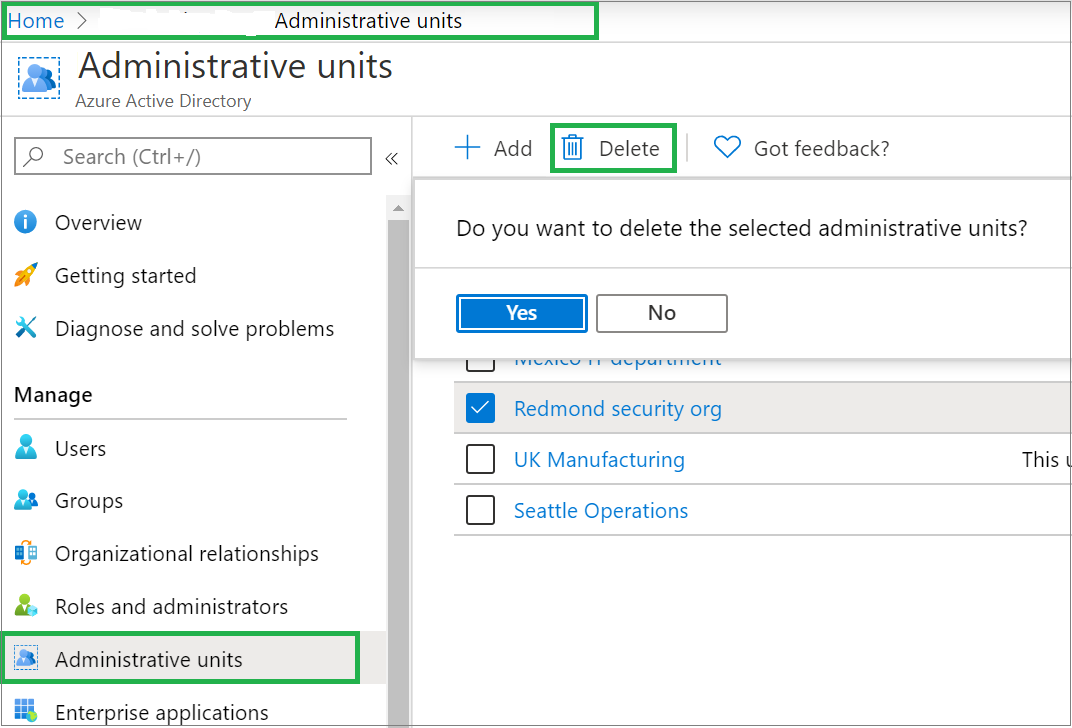 Home > Administrative units
Administrative units
Azure Active Directory
Search (Ctrl+/)
«
Overview
Getting started
Diagnose and solve problems
Manage
Users
Groups
Organizational relationships
Roles and administrators
Administrative units
Enterprise applications
+ Add
Delete
Got feedback?
Do you want to delete the selected administrative units?
Yes
No
Mexico IT department
Redmond security org
UK Manufacturing
This u
Seattle Operations